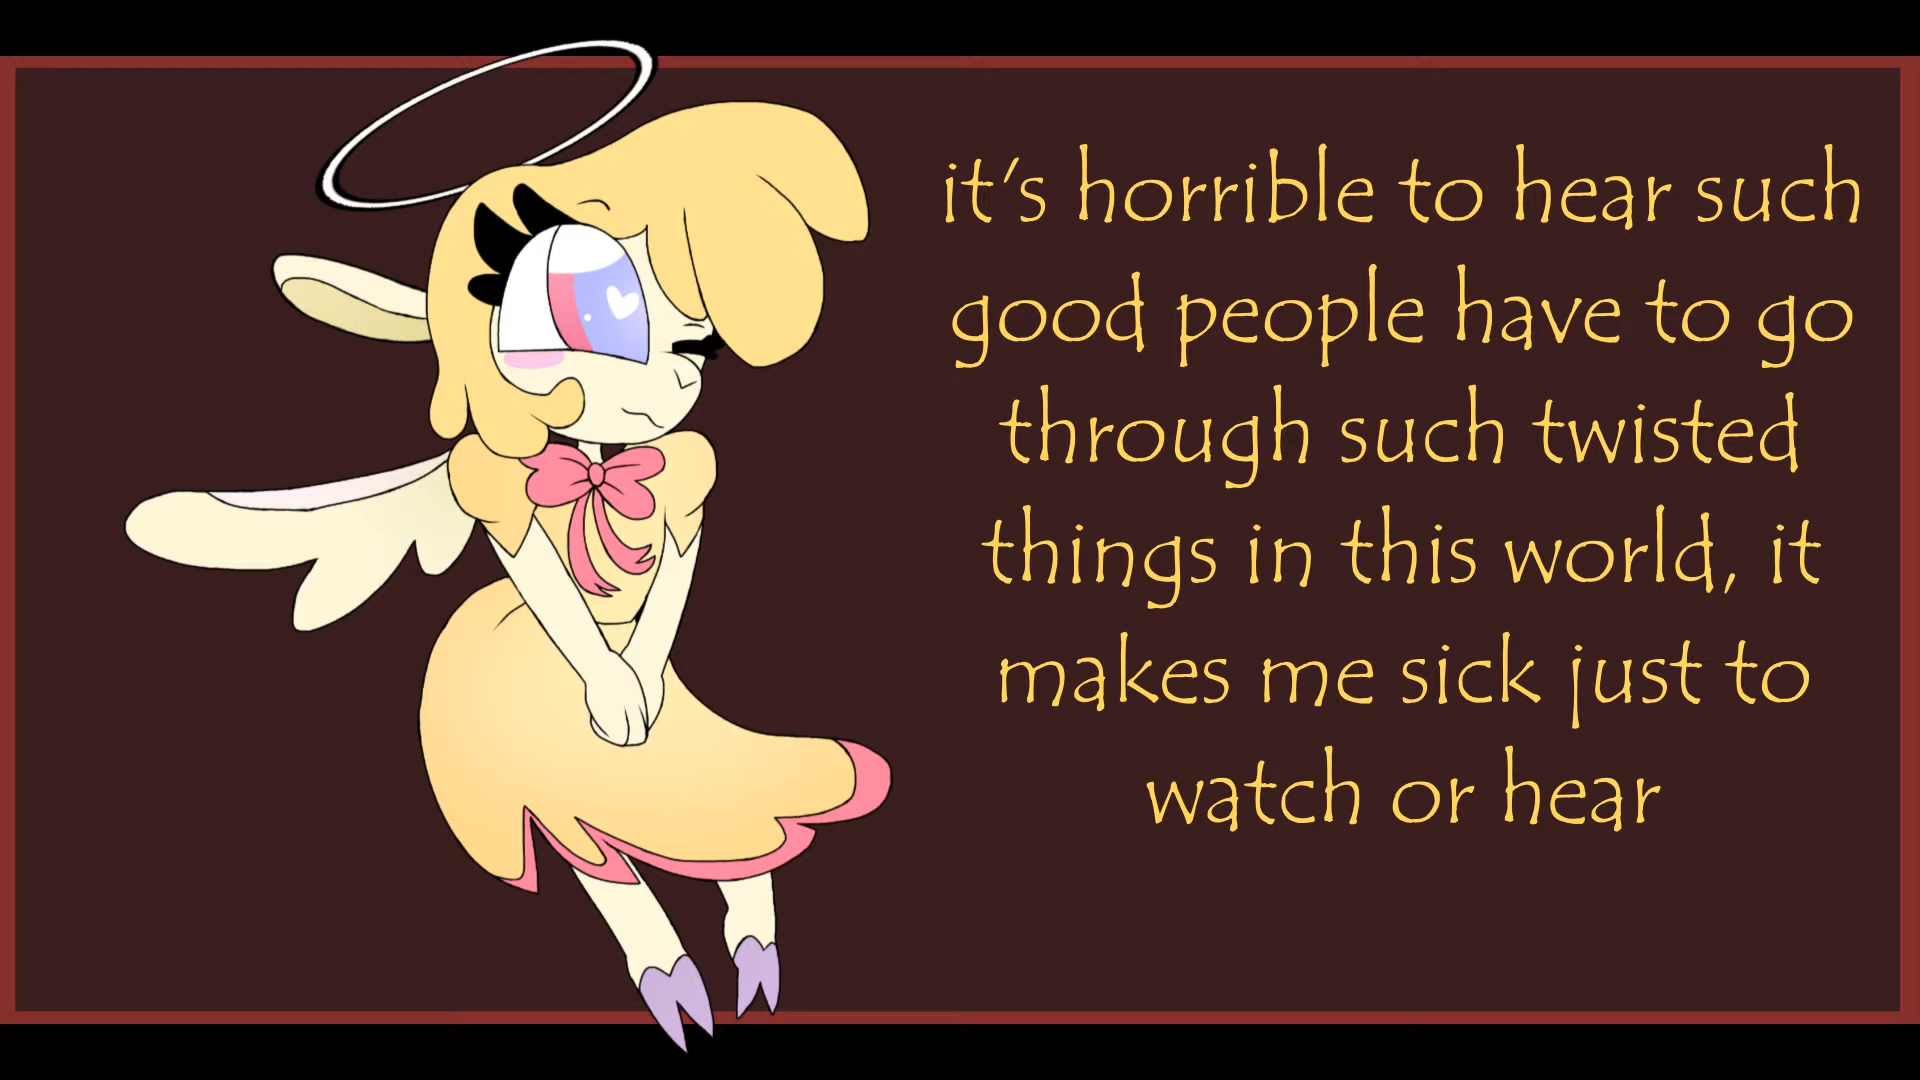 it's horrible to hear such
good people have to go
through such twisted
things in this world, it
makes me sick just to
watch or hear